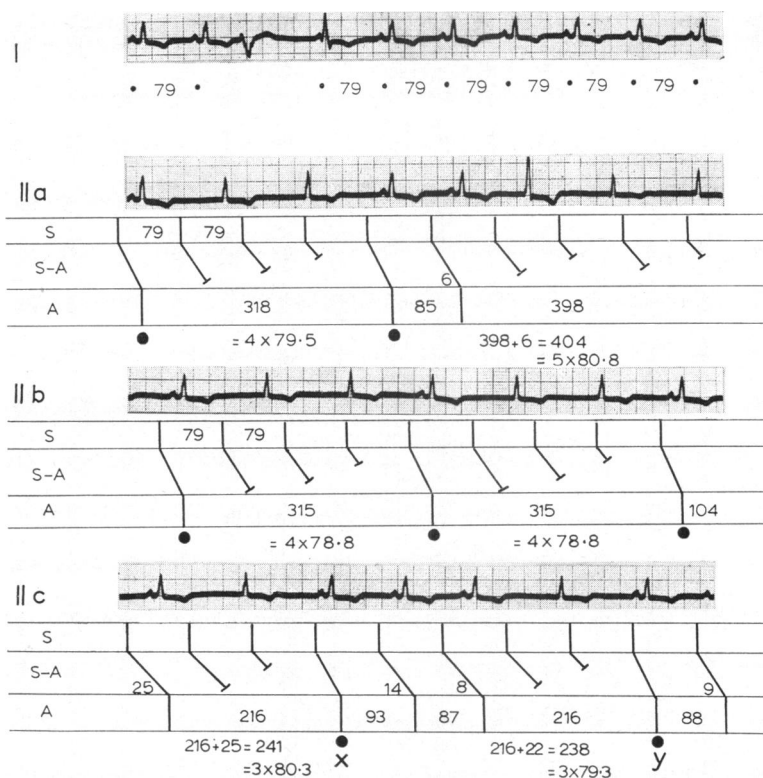 I
• 79 • • 79 • 79 • 79 • 79 • 79 • 79 •
II a
S 79 79
S-A 6
A 318 85 398
= 4 x 79·5 398+6 = 404
= 5 x 80·8
II b
S 79 79
S-A
A 315 315 104
= 4 x 78·8 = 4 x 78·8
II c
S
S-A 25 14 8 9
A 216 93 87 216 88
216+25 = 241 x 216+22 = 238 y
=3 x 80·3 =3 x 79·3